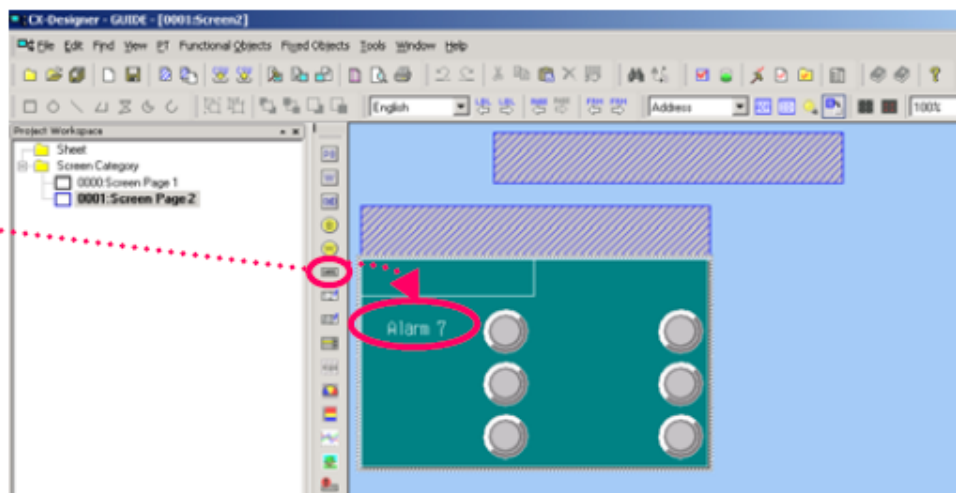 CX-Designer - GUIDE - [0001:Screen2]
File Edit Find View PT Functional Objects Fixed Objects Tools Window Help
English Address 100%
Project Workspace
Sheet
Screen Category
0000:Screen Page 1
0001:Screen Page 2
Alarm 7